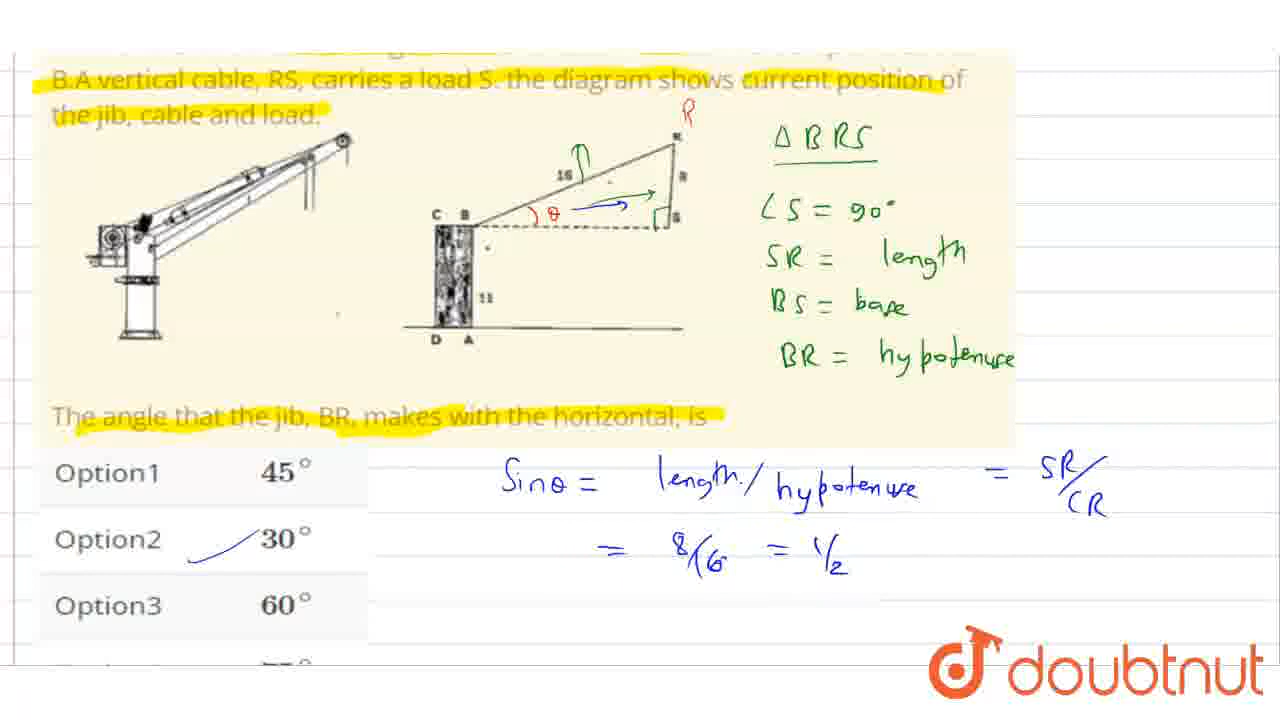 B.A vertical cable, RS, carries a load S. the diagram shows current position of
the jib, cable and load.
R
R
16
8
θ
C B
S
11
D A
Δ BRS
∠S = 90°
SR = length
BS = base
BR = hypotenuse
The angle that the jib, BR, makes with the horizontal, is
Option1 45°
Option2 30°
Option3 60°
Sinθ = length/hypotenuse = SR/CR
= 8/16 = 1/2
doubtnut